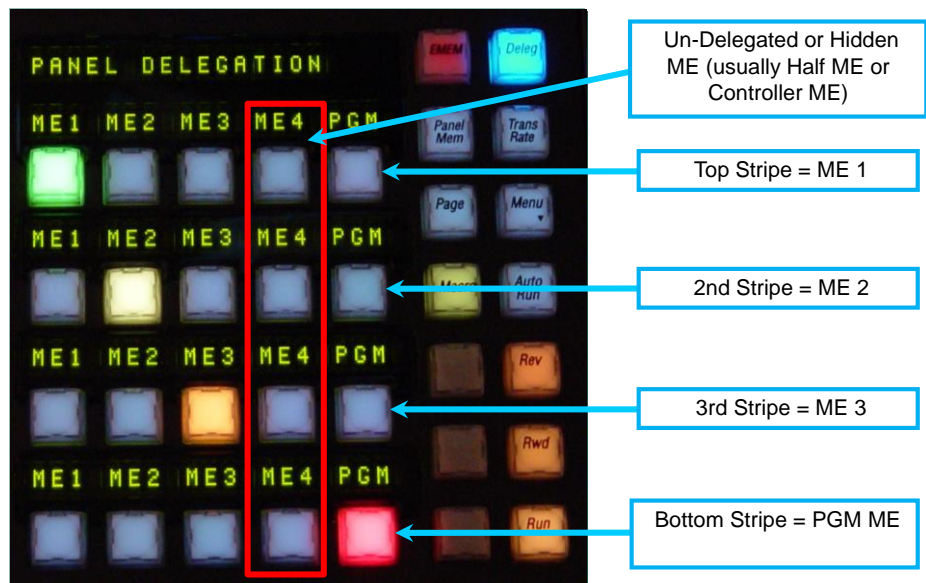 PANEL DELEGATION
ME1 ME2 ME3 ME4 PGM
ME1 ME2 ME3 ME4 PGM
ME1 ME2 ME3 ME4 PGM
ME1 ME2 ME3 ME4 PGM
EMEM Deleg
Panel Mem Trans Rate
Page Menu
Macro Auto Run
Rev
Rwd
Run
Un-Delegated or Hidden
ME (usually Half ME or
Controller ME)
Top Stripe = ME 1
2nd Stripe = ME 2
3rd Stripe = ME 3
Bottom Stripe = PGM ME